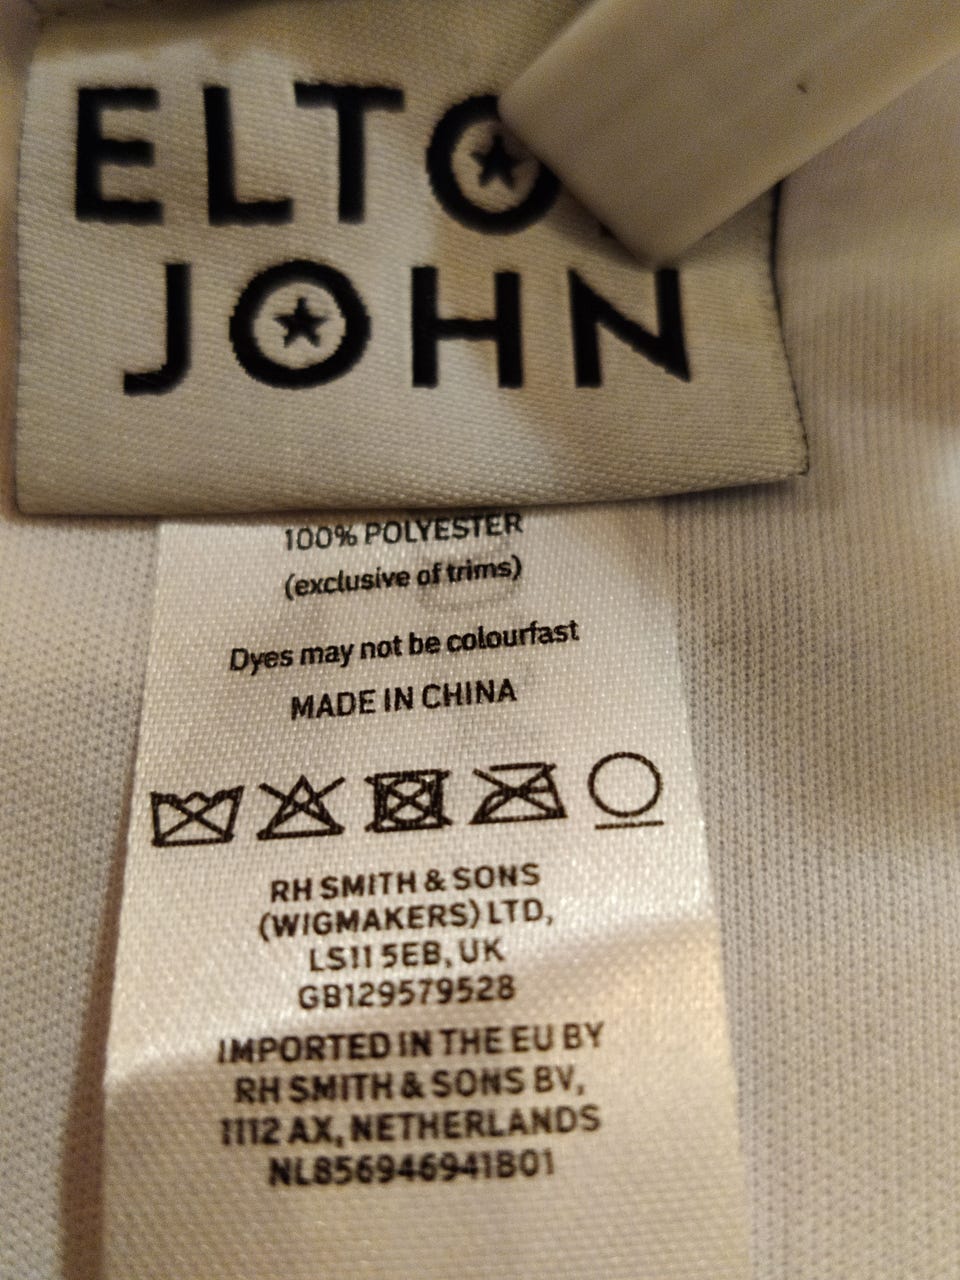 ELTO
JOHN
100% POLYESTER
(exclusive of trims)
Dyes may not be colourfast
MADE IN CHINA
RH SMITH & SONS
(WIGMAKERS) LTD,
LS11 5EB, UK
GB129579528
IMPORTED IN THE EU BY
RH SMITH & SONS BV,
1112 AX, NETHERLANDS
NL856946941B01